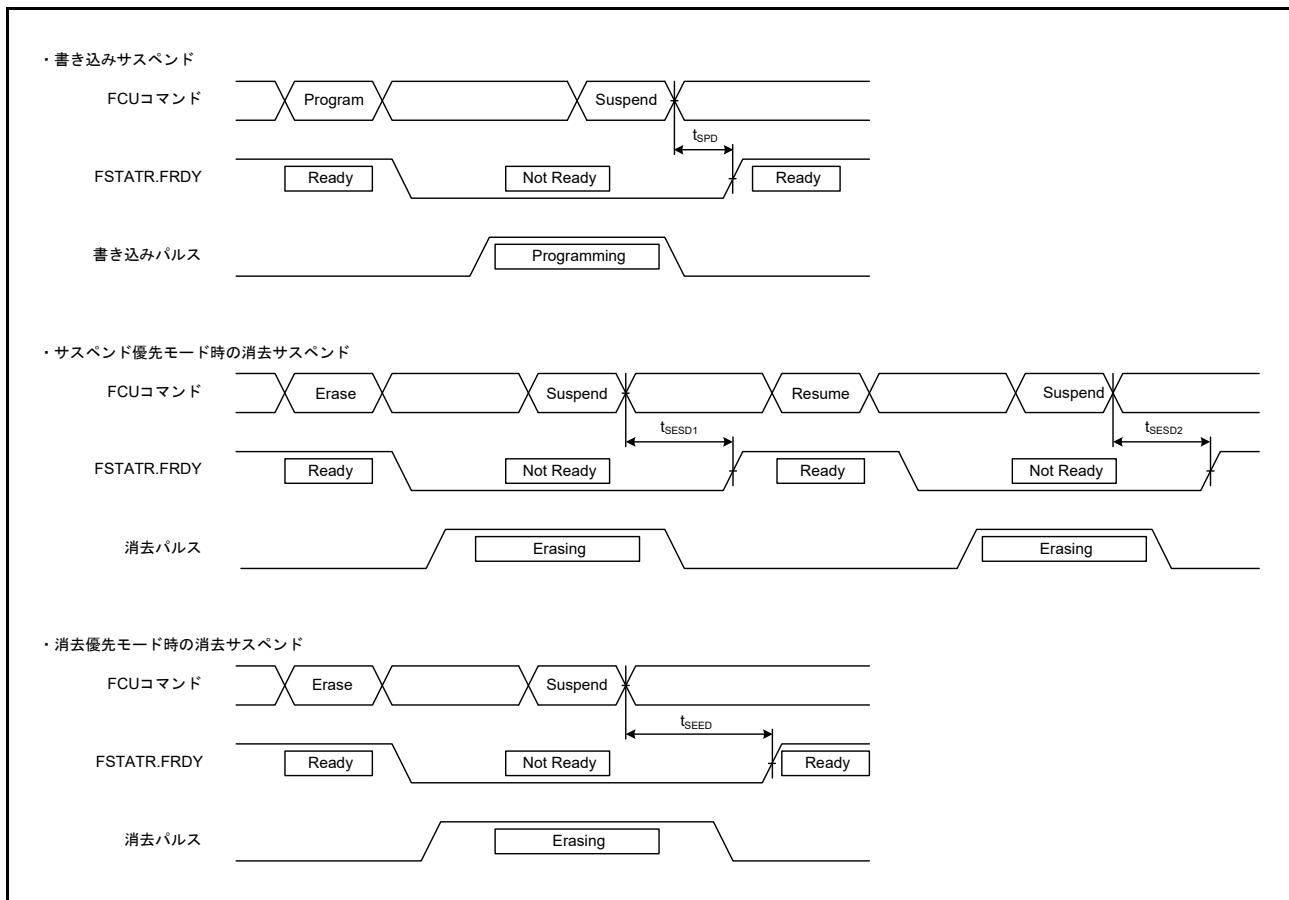 ・書き込みサスペンド
FCUコマンド Program Suspend
tSPD
FSTATR.FRDY Ready Not Ready Ready
書き込みパルス Programming
・サスペンド優先モード時の消去サスペンド
FCUコマンド Erase Suspend Resume Suspend
tSESD1 tSESD2
FSTATR.FRDY Ready Not Ready Ready Not Ready
消去パルス Erasing Erasing
・消去優先モード時の消去サスペンド
FCUコマンド Erase Suspend
tSEED
FSTATR.FRDY Ready Not Ready Ready
消去パルス Erasing